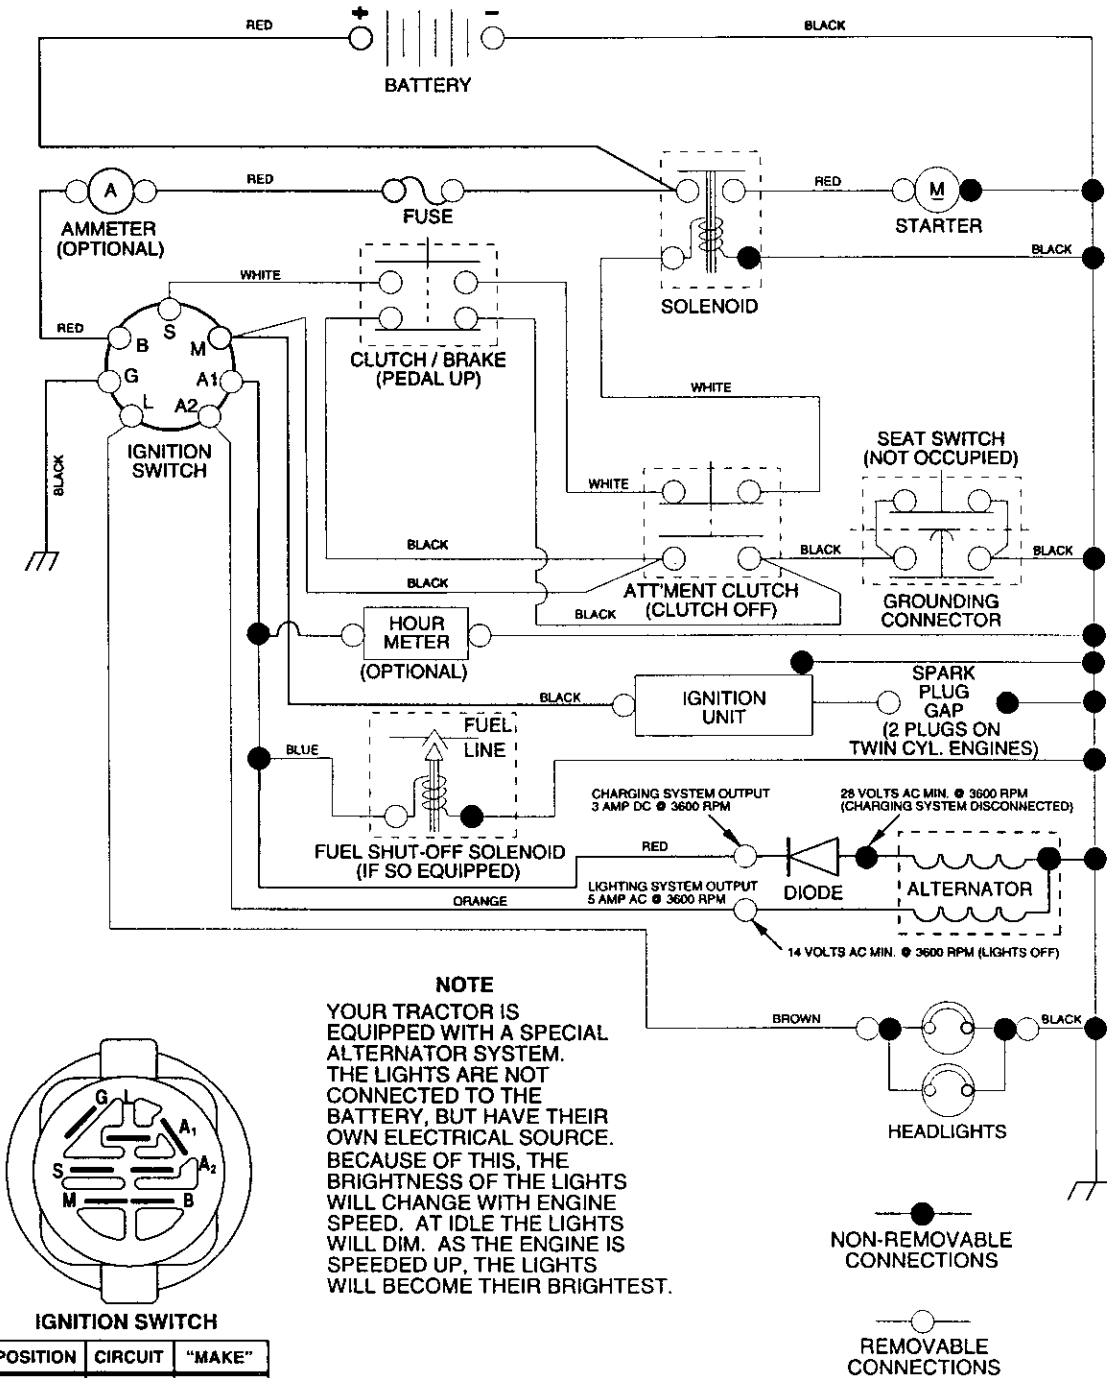 +
-
RED
BLACK
BATTERY
A
RED
FUSE
RED
M
AMMETER
(OPTIONAL)
STARTER
BLACK
WHITE
SOLENOID
RED
S
B
M
G
A1
L
A2
CLUTCH / BRAKE
(PEDAL UP)
IGNITION
SWITCH
BLACK
WHITE
SEAT SWITCH
(NOT OCCUPIED)
WHITE
BLACK
BLACK
BLACK
BLACK
ATT'MENT CLUTCH
(CLUTCH OFF)
BLACK
GROUNDING
CONNECTOR
HOUR
METER
(OPTIONAL)
BLACK
IGNITION
UNIT
SPARK
PLUG
GAP
(2 PLUGS ON
TWIN CYL. ENGINES)
FUEL
LINE
BLUE
CHARGING SYSTEM OUTPUT
3 AMP DC @ 3600 RPM
28 VOLTS AC MIN. @ 3600 RPM
(CHARGING SYSTEM DISCONNECTED)
FUEL SHUT-OFF SOLENOID
(IF SO EQUIPPED)
RED
DIODE
ALTERNATOR
LIGHTING SYSTEM OUTPUT
5 AMP AC @ 3600 RPM
ORANGE
14 VOLTS AC MIN. @ 3600 RPM (LIGHTS OFF)
BROWN
BLACK
HEADLIGHTS
NOTE
YOUR TRACTOR IS
EQUIPPED WITH A SPECIAL
ALTERNATOR SYSTEM.
THE LIGHTS ARE NOT
CONNECTED TO THE
BATTERY, BUT HAVE THEIR
OWN ELECTRICAL SOURCE.
BECAUSE OF THIS, THE
BRIGHTNESS OF THE LIGHTS
WILL CHANGE WITH ENGINE
SPEED. AT IDLE THE LIGHTS
WILL DIM. AS THE ENGINE IS
SPEEDED UP, THE LIGHTS
WILL BECOME THEIR BRIGHTEST.
G L
A1
S
A2
M
B
IGNITION SWITCH
POSITION CIRCUIT "MAKE"
NON-REMOVABLE
CONNECTIONS
REMOVABLE
CONNECTIONS